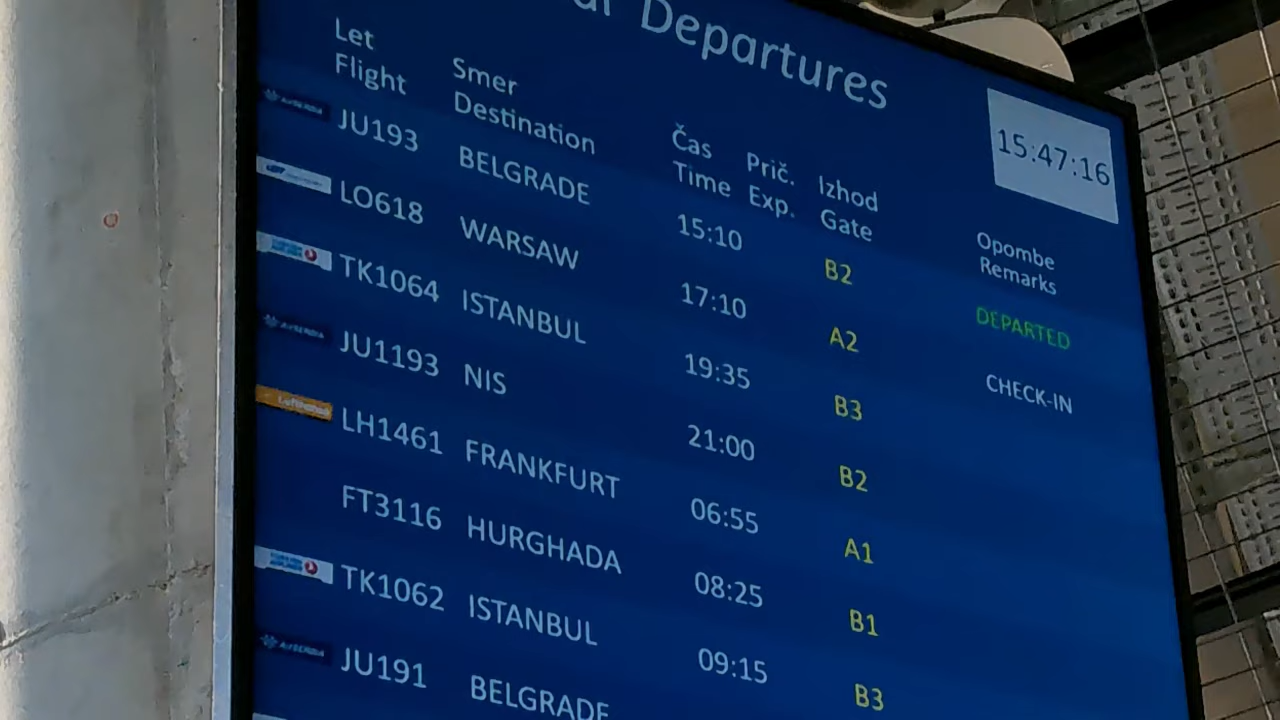 Departures
15:47:16
Let Smer Čas Prič. Izhod Opombe
Flight Destination Time Exp. Gate Remarks
JU193 BELGRADE 15:10 B2 DEPARTED
LO618 WARSAW 17:10 A2 CHECK-IN
TK1064 ISTANBUL 19:35 B3
JU1193 NIS 21:00 B2
Lufthansa LH1461 FRANKFURT 06:55 A1
FT3116 HURGHADA 08:25 B1
TK1062 ISTANBUL 09:15 B3
JU191 BELGRADE